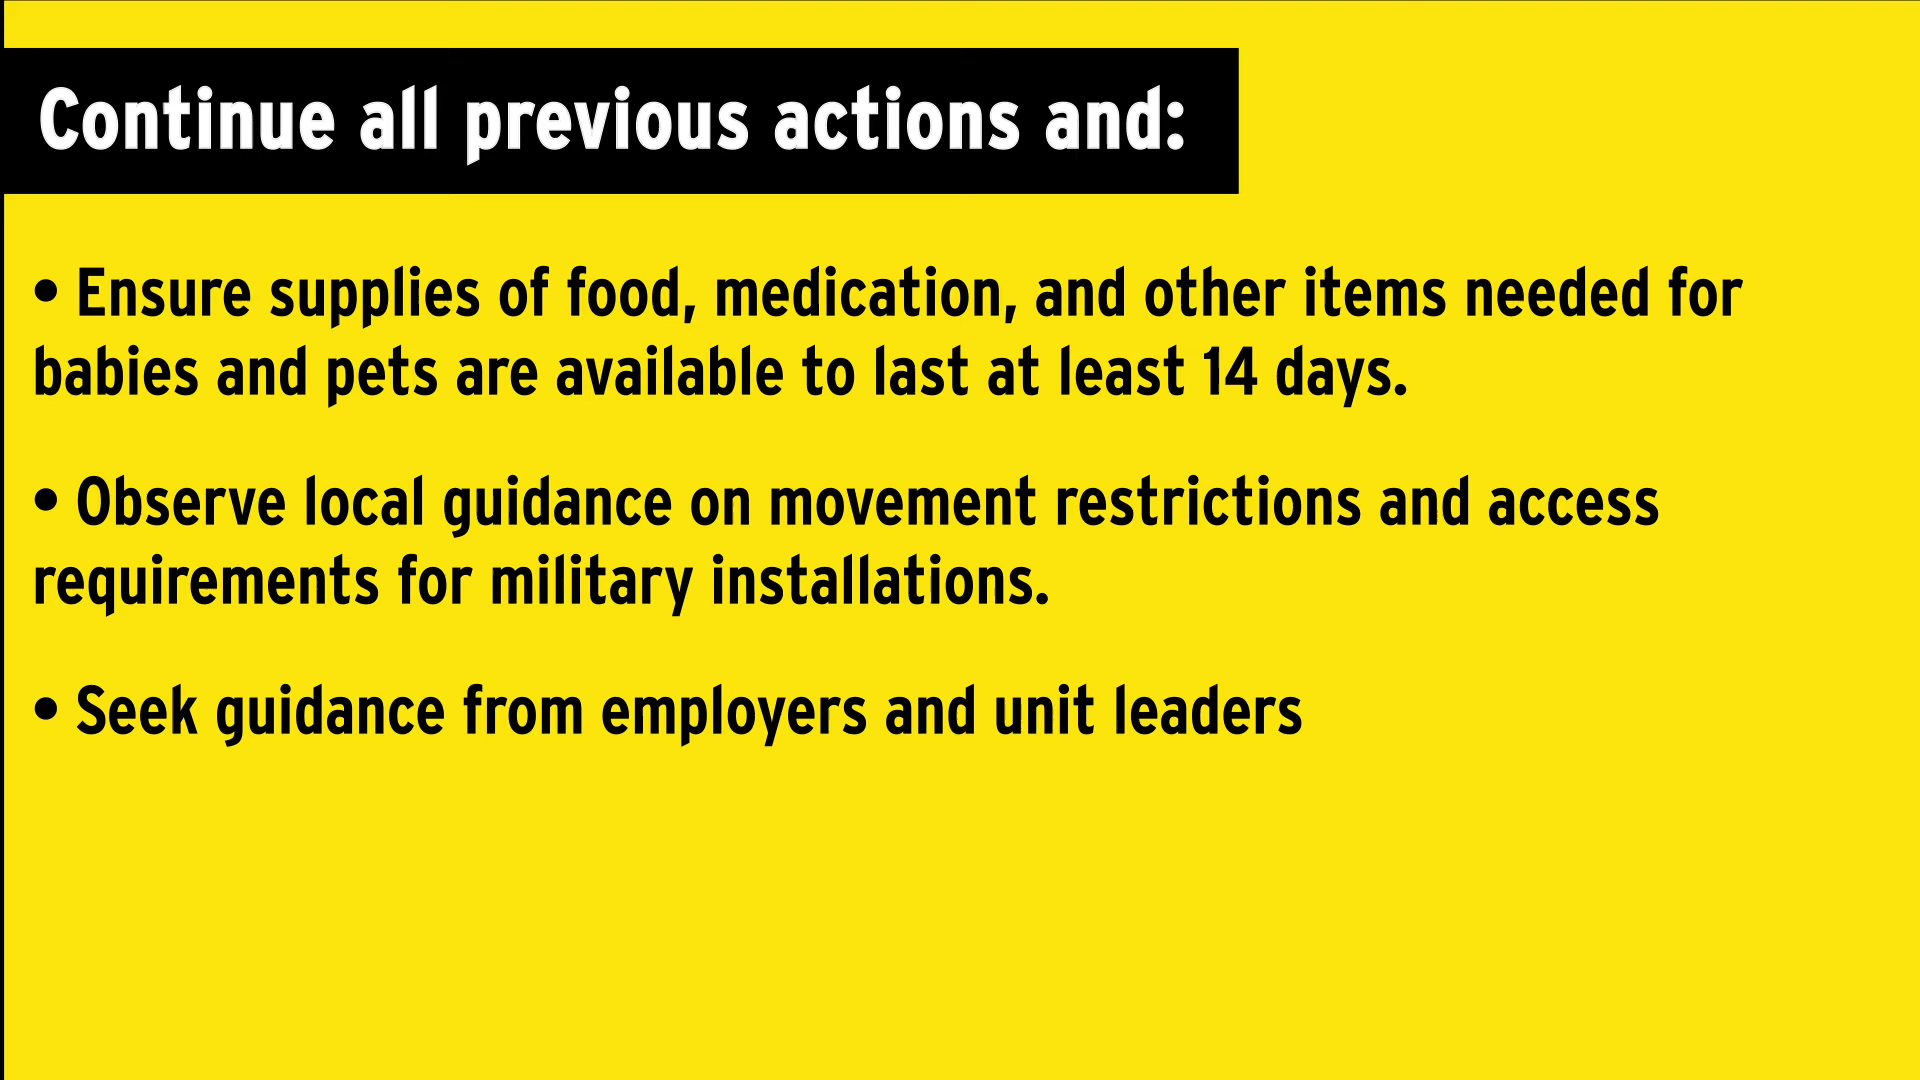 Continue all previous actions and:
• Ensure supplies of food, medication, and other items needed for
babies and pets are available to last at least 14 days.
• Observe local guidance on movement restrictions and access
requirements for military installations.
• Seek guidance from employers and unit leaders